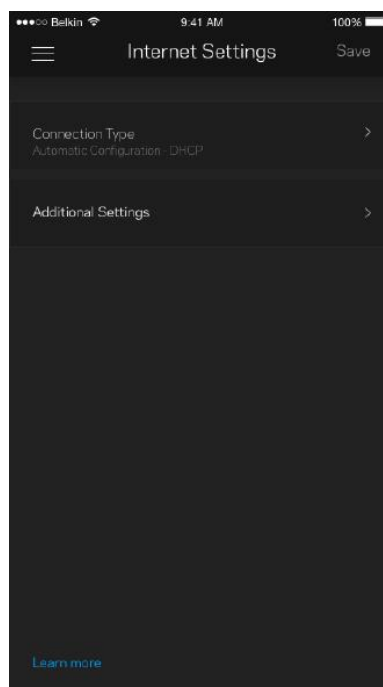 Belkin 9:41 AM 100%
Internet Settings Save
Connection Type
Automatic Configuration - DHCP
Additional Settings
Learn more